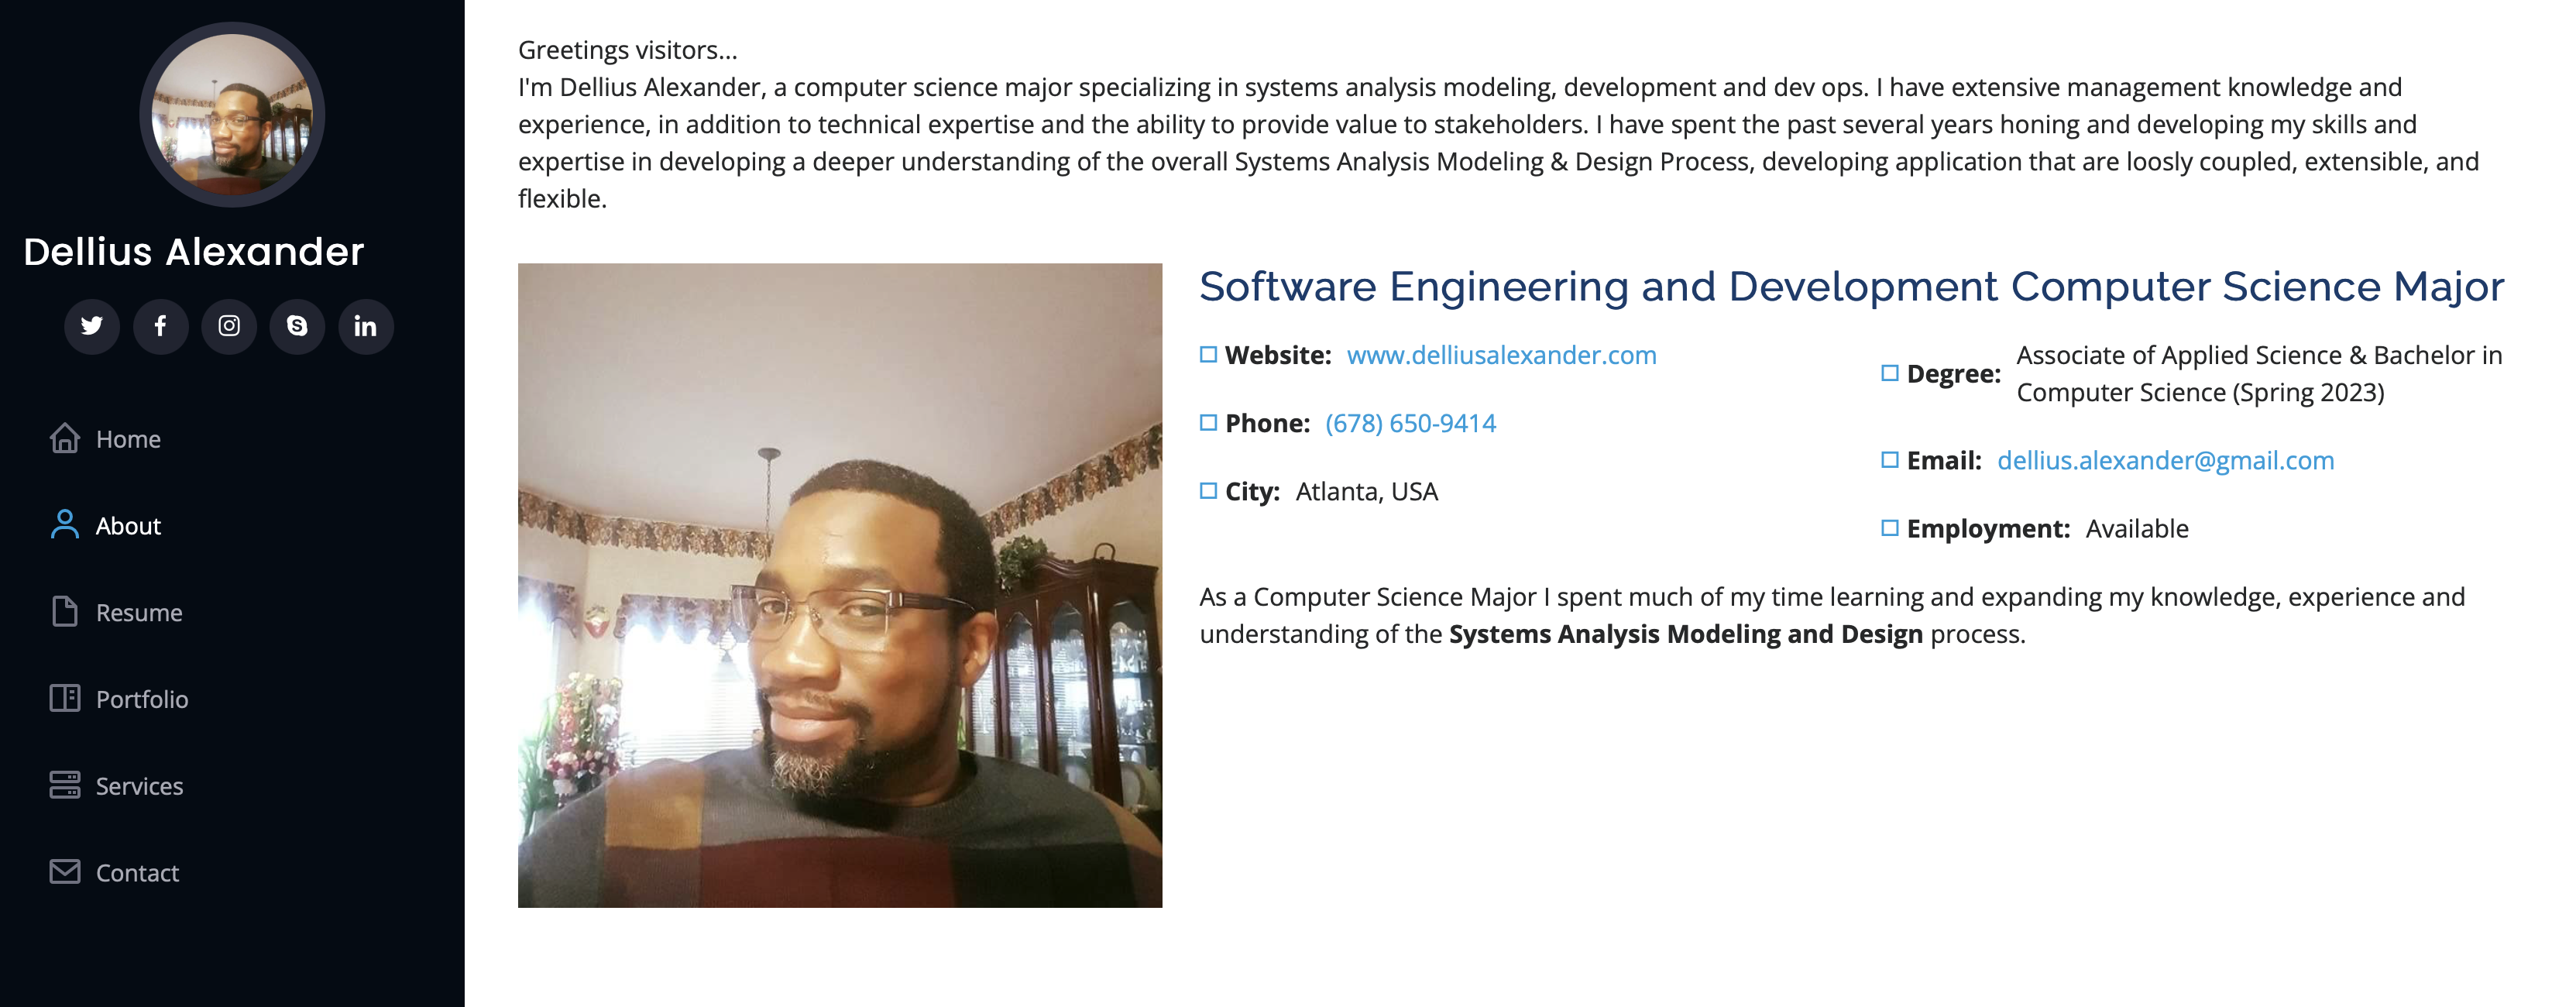 Dellius Alexander
Home
About
Resume
Portfolio
Services
Contact
Greetings visitors...
I'm Dellius Alexander, a computer science major specializing in systems analysis modeling, development and dev ops. I have extensive management knowledge and
experience, in addition to technical expertise and the ability to provide value to stakeholders. I have spent the past several years honing and developing my skills and
expertise in developing a deeper understanding of the overall Systems Analysis Modeling & Design Process, developing application that are loosly coupled, extensible, and
flexible.
Software Engineering and Development Computer Science Major
Website: www.delliusalexander.com
Phone: (678) 650-9414
City: Atlanta, USA
Degree: Associate of Applied Science & Bachelor in
Computer Science (Spring 2023)
Email: dellius.alexander@gmail.com
Employment: Available
As a Computer Science Major I spent much of my time learning and expanding my knowledge, experience and
understanding of the Systems Analysis Modeling and Design process.